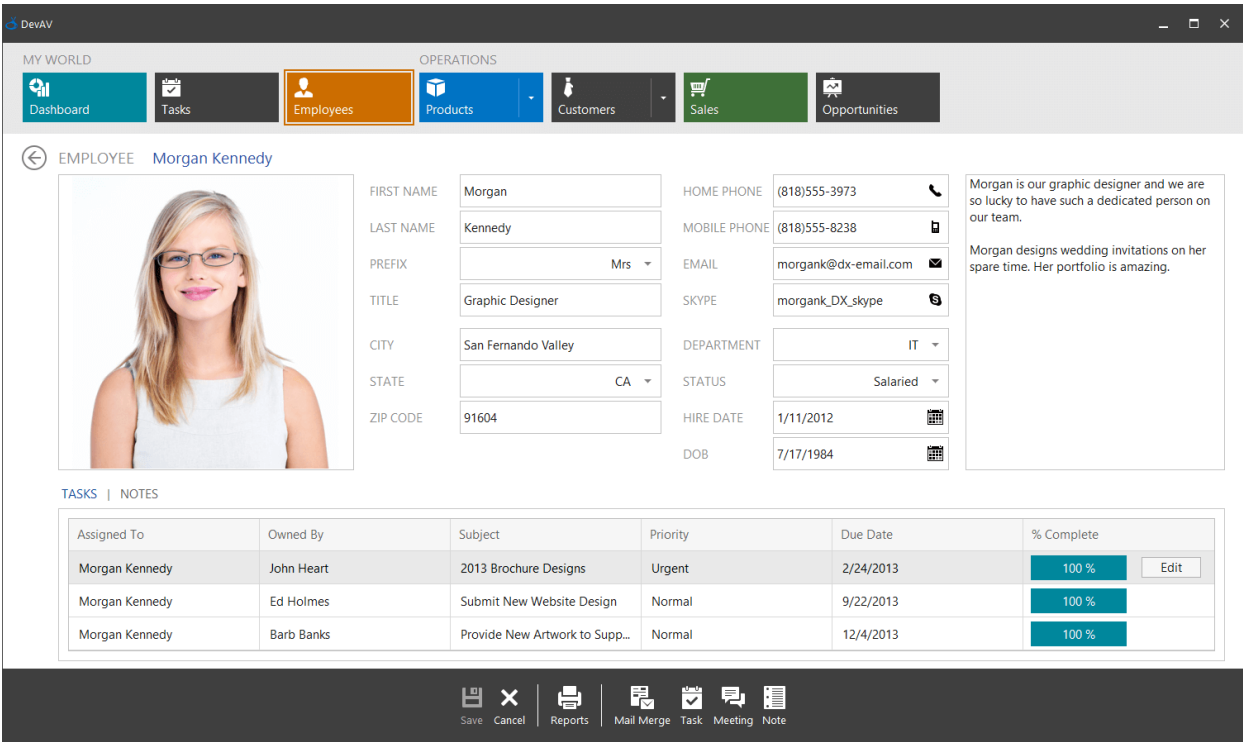 DevAV
MY WORLD
OPERATIONS
Dashboard
Tasks
Employees
Products
Customers
Sales
Opportunities
EMPLOYEE Morgan Kennedy
FIRST NAME Morgan
LAST NAME Kennedy
PREFIX Mrs
TITLE Graphic Designer
CITY San Fernando Valley
STATE CA
ZIP CODE 91604
HOME PHONE (818)555-3973
MOBILE PHONE (818)555-8238
EMAIL morgank@dx-email.com
SKYPE morgank_DX_skype
DEPARTMENT IT
STATUS Salaried
HIRE DATE 1/11/2012
DOB 7/17/1984
Morgan is our graphic designer and we are
so lucky to have such a dedicated person on
our team.
Morgan designs wedding invitations on her
spare time. Her portfolio is amazing.
TASKS | NOTES
Assigned To Owned By Subject Priority Due Date % Complete
Morgan Kennedy John Heart 2013 Brochure Designs Urgent 2/24/2013 100 % Edit
Morgan Kennedy Ed Holmes Submit New Website Design Normal 9/22/2013 100 %
Morgan Kennedy Barb Banks Provide New Artwork to Supp... Normal 12/4/2013 100 %
Save Cancel Reports Mail Merge Task Meeting Note